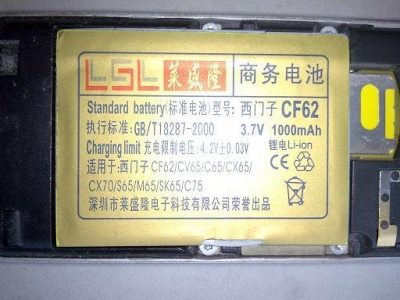 LGL 莱盛隆 商务电池
Standard battery(标准电池)型号: 西门子 CF62
执行标准: GB/T18287-2000 3.7V 1000mAh
Charging limit 充电限制电压: 4.2V±0.03V 锂电Li-ion
适用于: 西门子 CF62/CV65/C65/CX65/
CX70/S65/M65/SK65/C75
深圳市莱盛隆电子科技有限公司荣誉出品